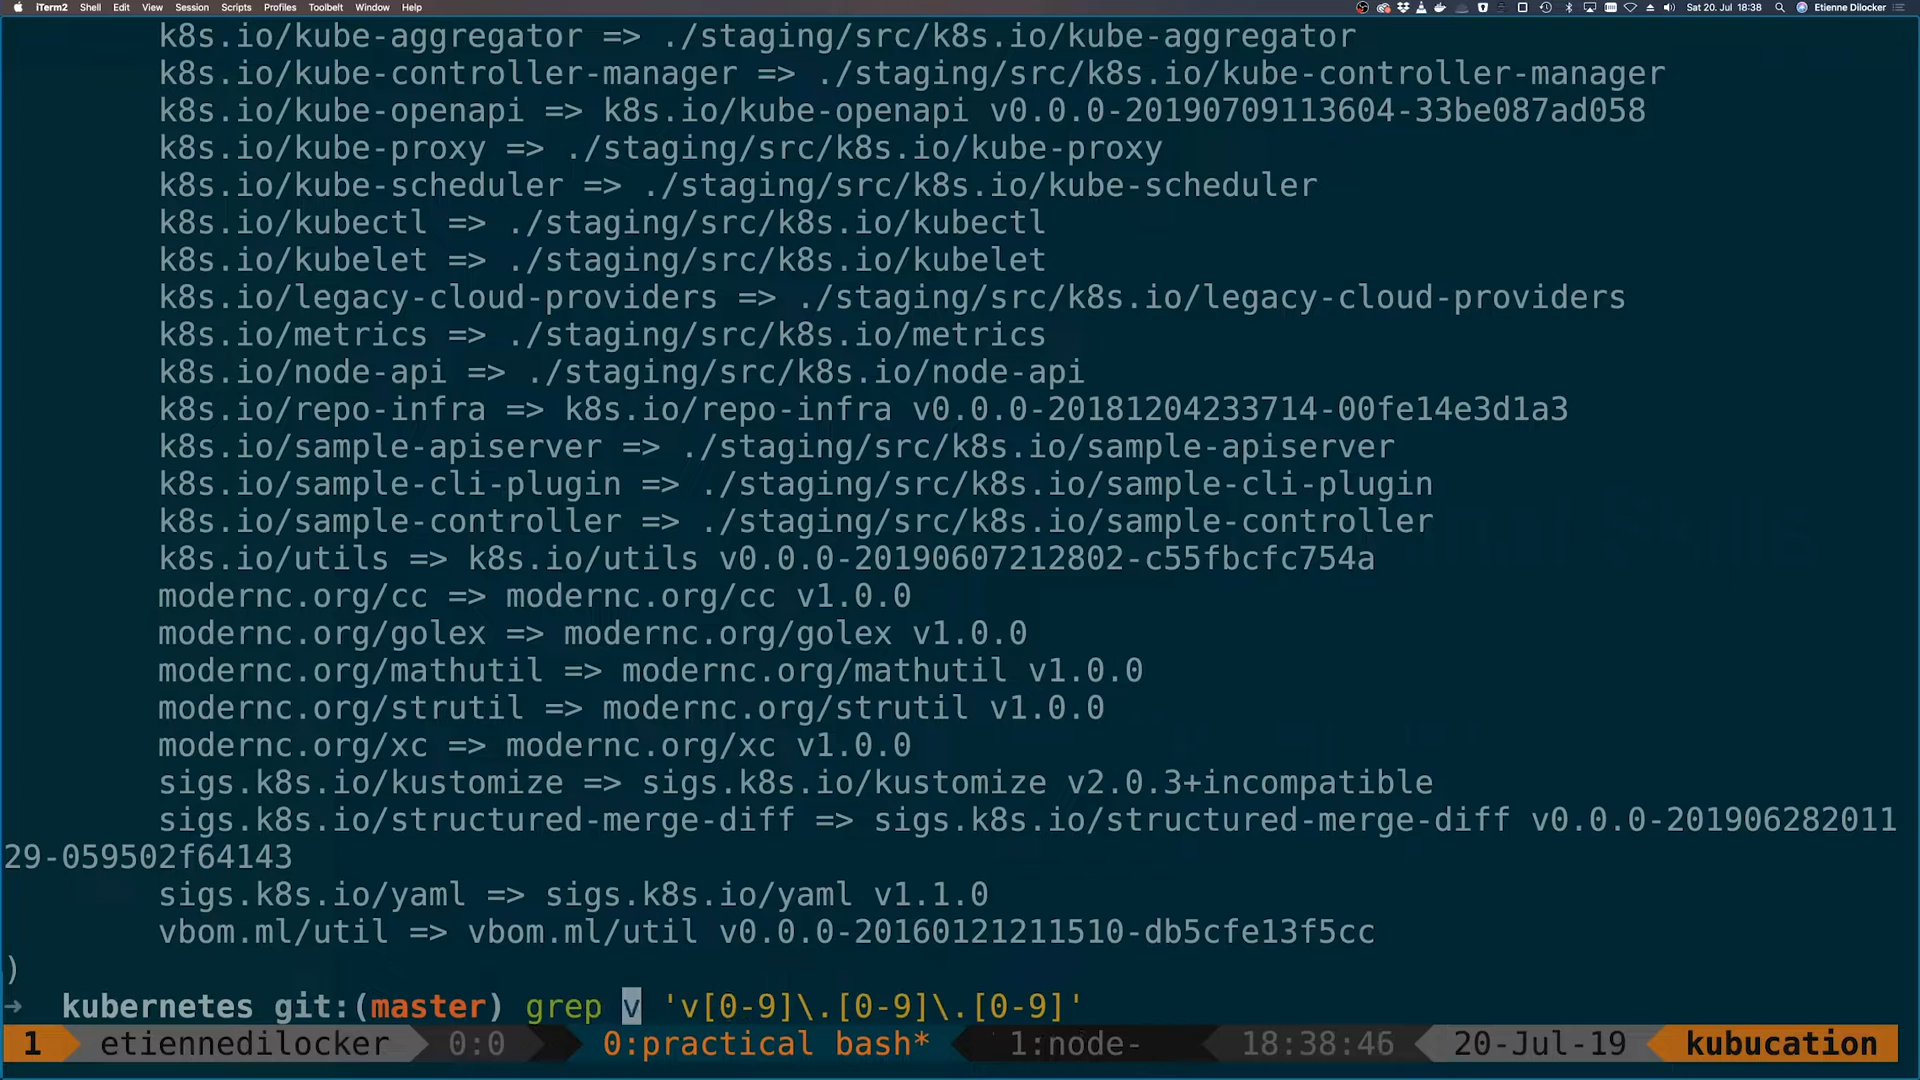 iTerm2 Shell Edit View Session Scripts Profiles Toolbelt Window Help Sat 20. Jul 18:38 Etienne Dilocker
k8s.io/kube-aggregator => ./staging/src/k8s.io/kube-aggregator
k8s.io/kube-controller-manager => ./staging/src/k8s.io/kube-controller-manager
k8s.io/kube-openapi => k8s.io/kube-openapi v0.0.0-20190709113604-33be087ad058
k8s.io/kube-proxy => ./staging/src/k8s.io/kube-proxy
k8s.io/kube-scheduler => ./staging/src/k8s.io/kube-scheduler
k8s.io/kubectl => ./staging/src/k8s.io/kubectl
k8s.io/kubelet => ./staging/src/k8s.io/kubelet
k8s.io/legacy-cloud-providers => ./staging/src/k8s.io/legacy-cloud-providers
k8s.io/metrics => ./staging/src/k8s.io/metrics
k8s.io/node-api => ./staging/src/k8s.io/node-api
k8s.io/repo-infra => k8s.io/repo-infra v0.0.0-20181204233714-00fe14e3d1a3
k8s.io/sample-apiserver => ./staging/src/k8s.io/sample-apiserver
k8s.io/sample-cli-plugin => ./staging/src/k8s.io/sample-cli-plugin
k8s.io/sample-controller => ./staging/src/k8s.io/sample-controller
k8s.io/utils => k8s.io/utils v0.0.0-20190607212802-c55fbcfc754a
modernc.org/cc => modernc.org/cc v1.0.0
modernc.org/golex => modernc.org/golex v1.0.0
modernc.org/mathutil => modernc.org/mathutil v1.0.0
modernc.org/strutil => modernc.org/strutil v1.0.0
modernc.org/xc => modernc.org/xc v1.0.0
sigs.k8s.io/kustomize => sigs.k8s.io/kustomize v2.0.3+incompatible
sigs.k8s.io/structured-merge-diff => sigs.k8s.io/structured-merge-diff v0.0.0-201906282011
29-059502f64143
sigs.k8s.io/yaml => sigs.k8s.io/yaml v1.1.0
vbom.ml/util => vbom.ml/util v0.0.0-20160121211510-db5cfe13f5cc
)
→ kubernetes git:(master) grep v 'v[0-9]\.[0-9]\.[0-9]'
1 etiennedilocker 0:0 0:practical bash* 1:node- 18:38:46 20-Jul-19 kubucation